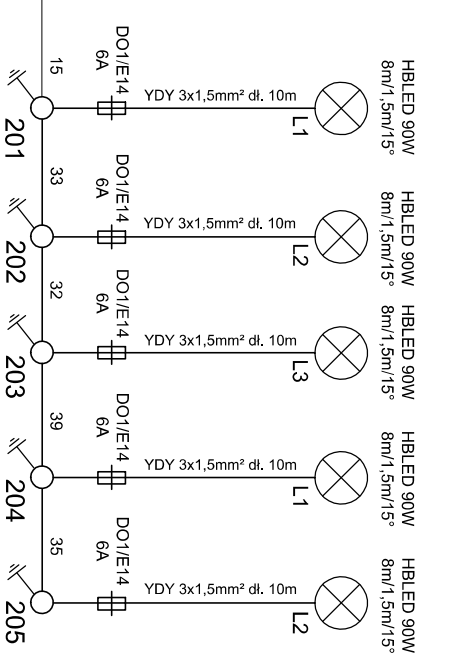 HBLED 90W
8m/1,5m/15°
HBLED 90W
8m/1,5m/15°
HBLED 90W
8m/1,5m/15°
HBLED 90W
8m/1,5m/15°
HBLED 90W
8m/1,5m/15°
L1
L2
L3
L1
L2
YDY 3x1,5mm² dł. 10m
YDY 3x1,5mm² dł. 10m
YDY 3x1,5mm² dł. 10m
YDY 3x1,5mm² dł. 10m
YDY 3x1,5mm² dł. 10m
DO1/E14
6A
DO1/E14
6A
DO1/E14
6A
DO1/E14
6A
DO1/E14
6A
15
33
32
39
35
201
202
203
204
205